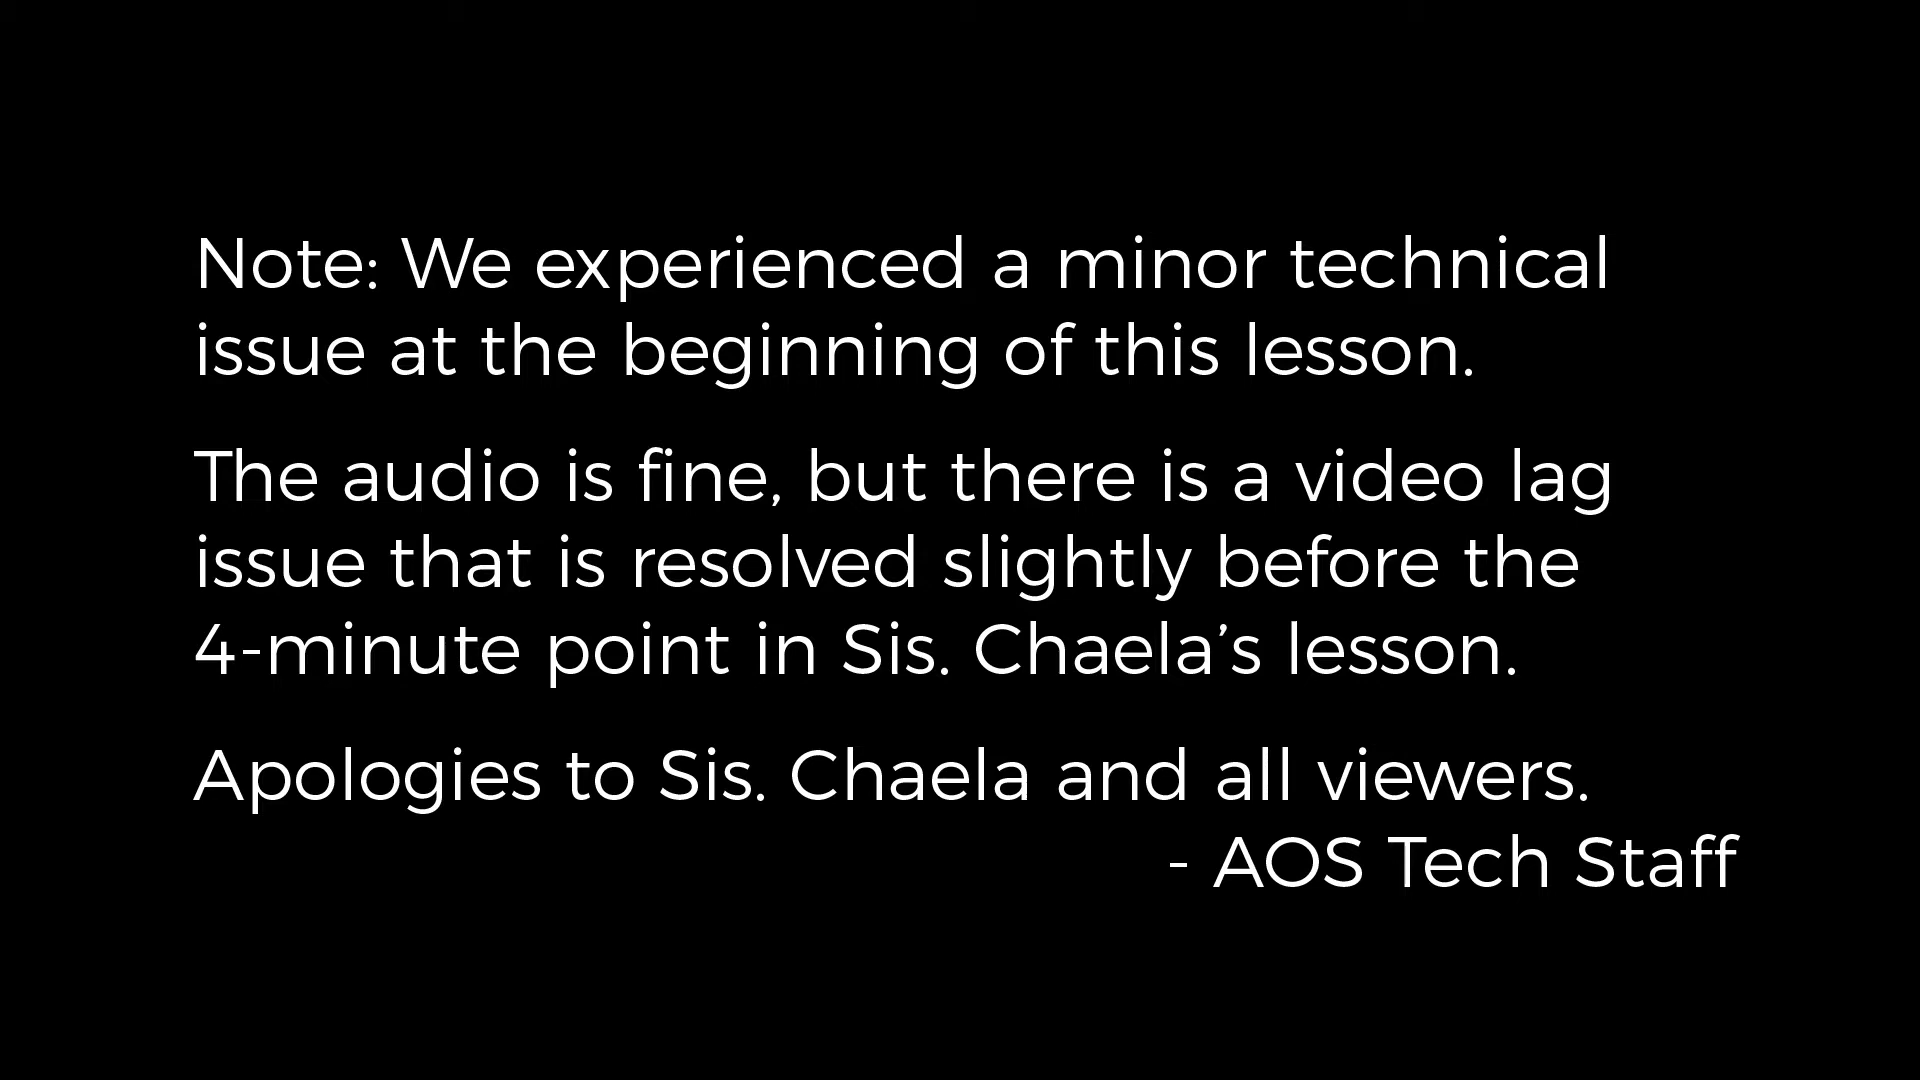 Note: We experienced a minor technical
issue at the beginning of this lesson.
The audio is fine, but there is a video lag
issue that is resolved slightly before the
4-minute point in Sis. Chaela’s lesson.
Apologies to Sis. Chaela and all viewers.
- AOS Tech Staff